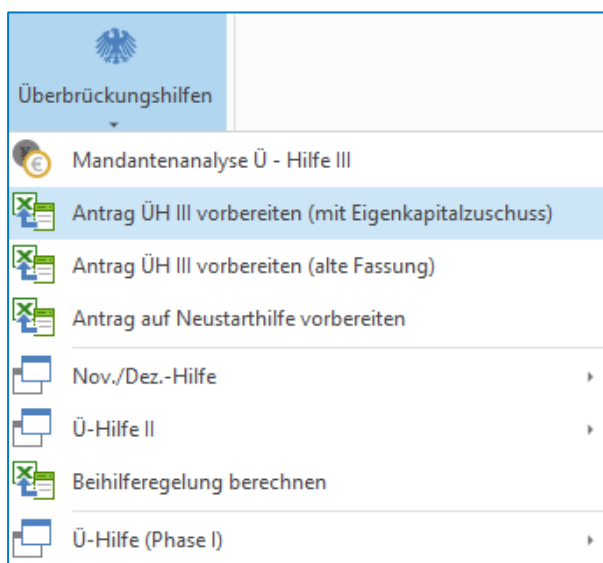 Überbrückungshilfen
Mandantenanalyse Ü - Hilfe III
Antrag ÜH III vorbereiten (mit Eigenkapitalzuschuss)
Antrag ÜH III vorbereiten (alte Fassung)
Antrag auf Neustarthilfe vorbereiten
Nov./Dez.-Hilfe
Ü-Hilfe II
Beihilferegelung berechnen
Ü-Hilfe (Phase I)